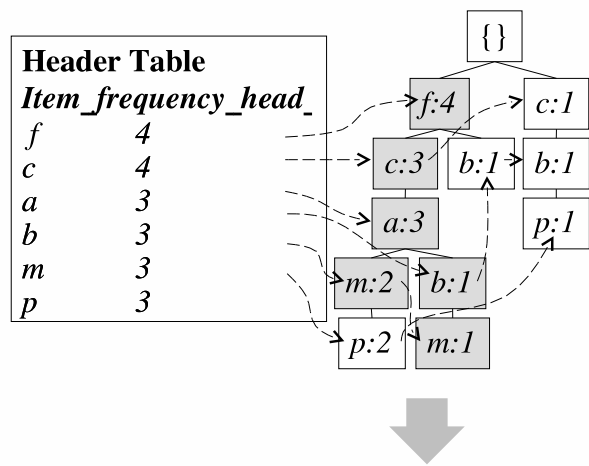 {}
Header Table
Item_frequency_head_
f 4
c 4
a 3
b 3
m 3
p 3
f:4 c:1
c:3 b:1 b:1
a:3 p:1
m:2 b:1
p:2 m:1